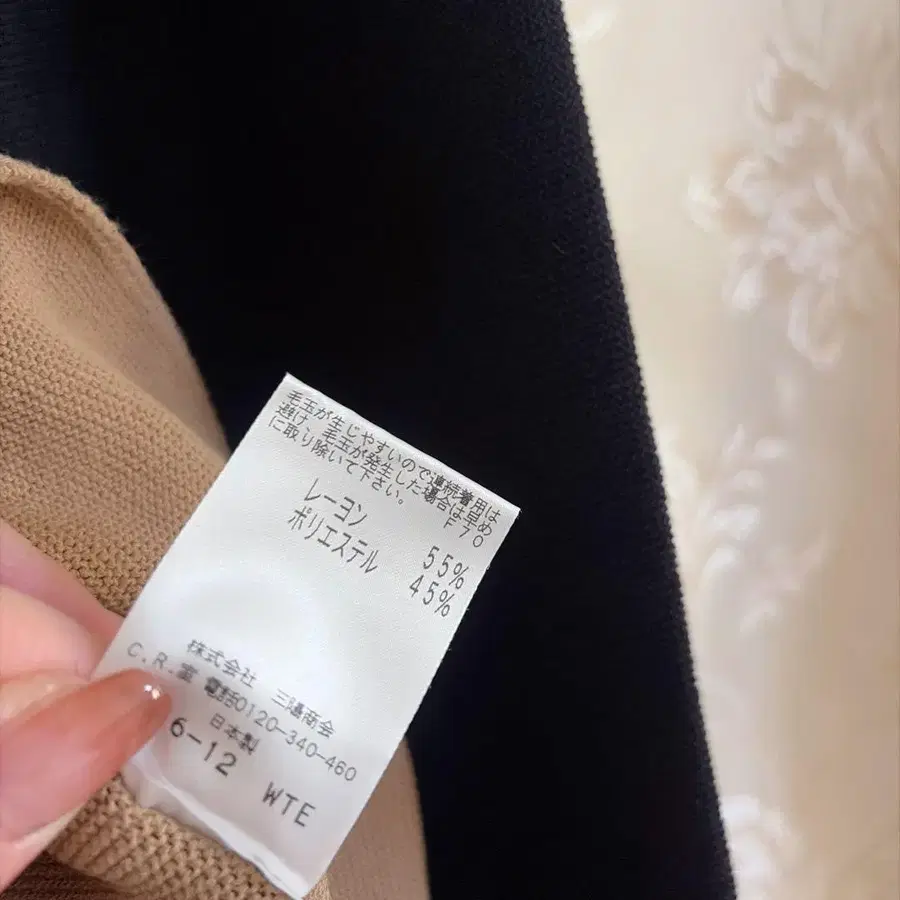 毛玉が生じやすいので連続着用は
避け、毛玉が発生した場合は早め
に取り除いて下さい。 F70
レーヨン 55%
ポリエステル 45%
株式会社 三陽商会
C.R.室 電話0120-340-460
日本製
6-12 WTE